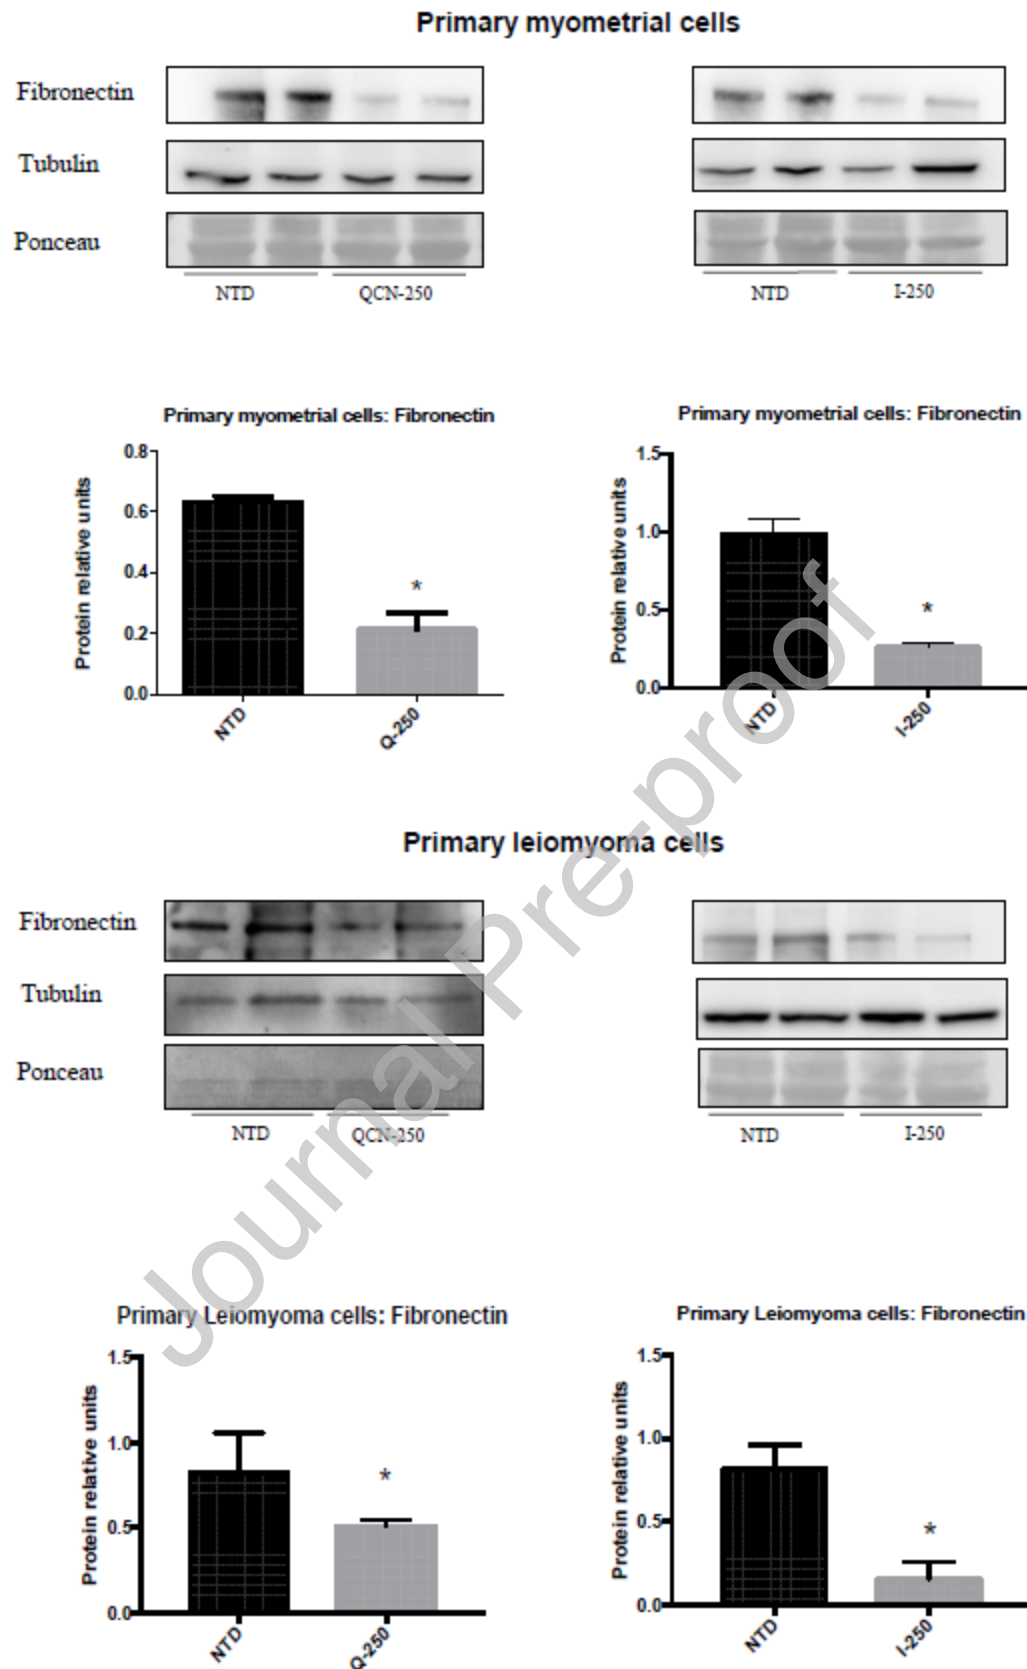 Primary myometrial cells
Fibronectin
Tubulin
Ponceau
NTD QCN-250
NTD I-250
Primary myometrial cells: Fibronectin
Protein relative units
0.8
0.6
0.4
0.2
0.0
*
NTD
Q-250
Primary myometrial cells: Fibronectin
Protein relative units
1.5
1.0
0.5
0.0
*
NTD
I-250
Primary leiomyoma cells
Fibronectin
Tubulin
Ponceau
NTD QCN-250
NTD I-250
Primary Leiomyoma cells: Fibronectin
Protein relative units
1.5
1.0
0.5
0.0
*
NTD
Q-250
Primary Leiomyoma cells: Fibronectin
Protein relative units
1.5
1.0
0.5
0.0
*
NTD
I-250
Journal Pre-proof